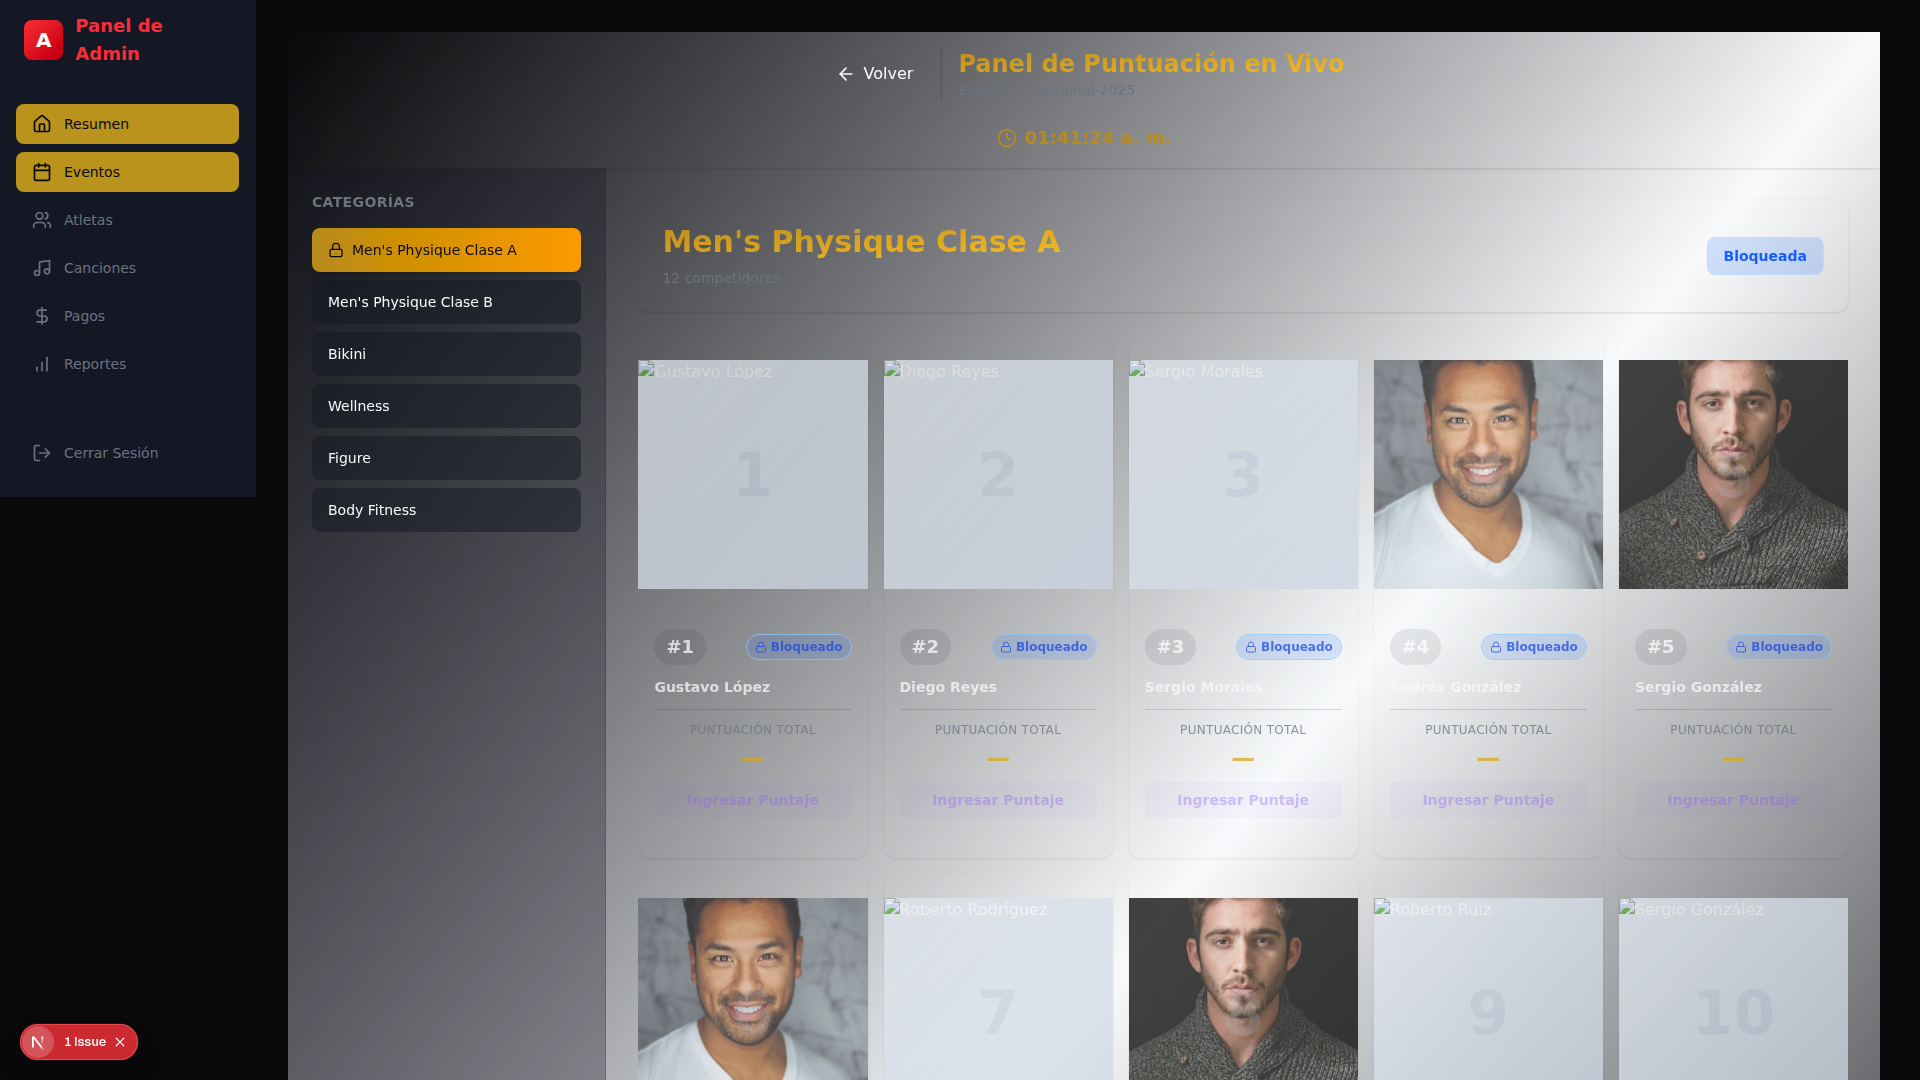 A
Panel de
Admin
Resumen
Eventos
Atletas
Canciones
Pagos
Reportes
Cerrar Sesión
1 Issue
Volver
Panel de Puntuación en Vivo
nacional-2025
01:41:24 a. m.
CATEGORÍAS
Men's Physique Clase A
Men's Physique Clase B
Bikini
Wellness
Figure
Body Fitness
Men's Physique Clase A
12 competidores
Bloqueada
Gustavo López
1
#1
Bloqueado
Gustavo López
PUNTUACIÓN TOTAL
—
Ingresar Puntaje
Diego Reyes
2
#2
Bloqueado
Diego Reyes
PUNTUACIÓN TOTAL
—
Ingresar Puntaje
Sergio Morales
3
#3
Bloqueado
Sergio Morales
PUNTUACIÓN TOTAL
—
Ingresar Puntaje
#4
Bloqueado
Andrés González
PUNTUACIÓN TOTAL
—
Ingresar Puntaje
#5
Bloqueado
Sergio González
PUNTUACIÓN TOTAL
—
Ingresar Puntaje
Roberto Rodríguez
7
Roberto Ruiz
9
Sergio González
10